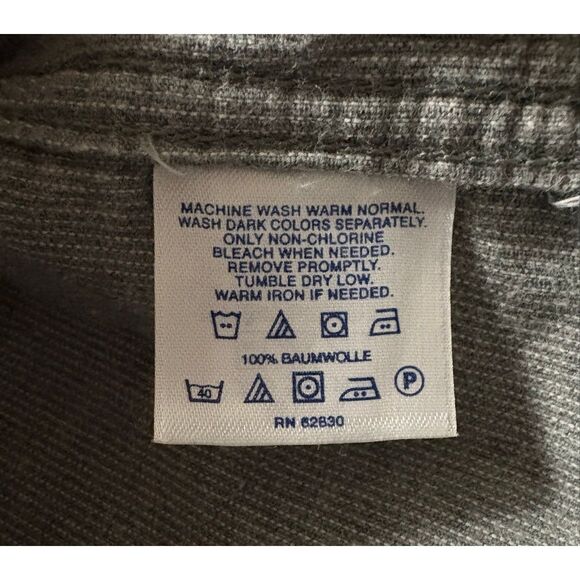 MACHINE WASH WARM NORMAL.
WASH DARK COLORS SEPARATELY.
ONLY NON-CHLORINE
BLEACH WHEN NEEDED.
REMOVE PROMPTLY.
TUMBLE DRY LOW.
WARM IRON IF NEEDED.
100% BAUMWOLLE
40 P
RN 62830